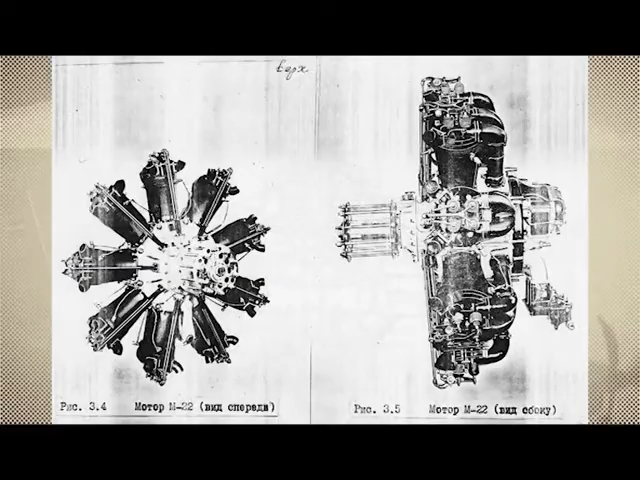 верх
Рис. 3.4 Мотор М-22 (вид спереди)
Рис. 3.5 Мотор М-22 (вид сбоку)